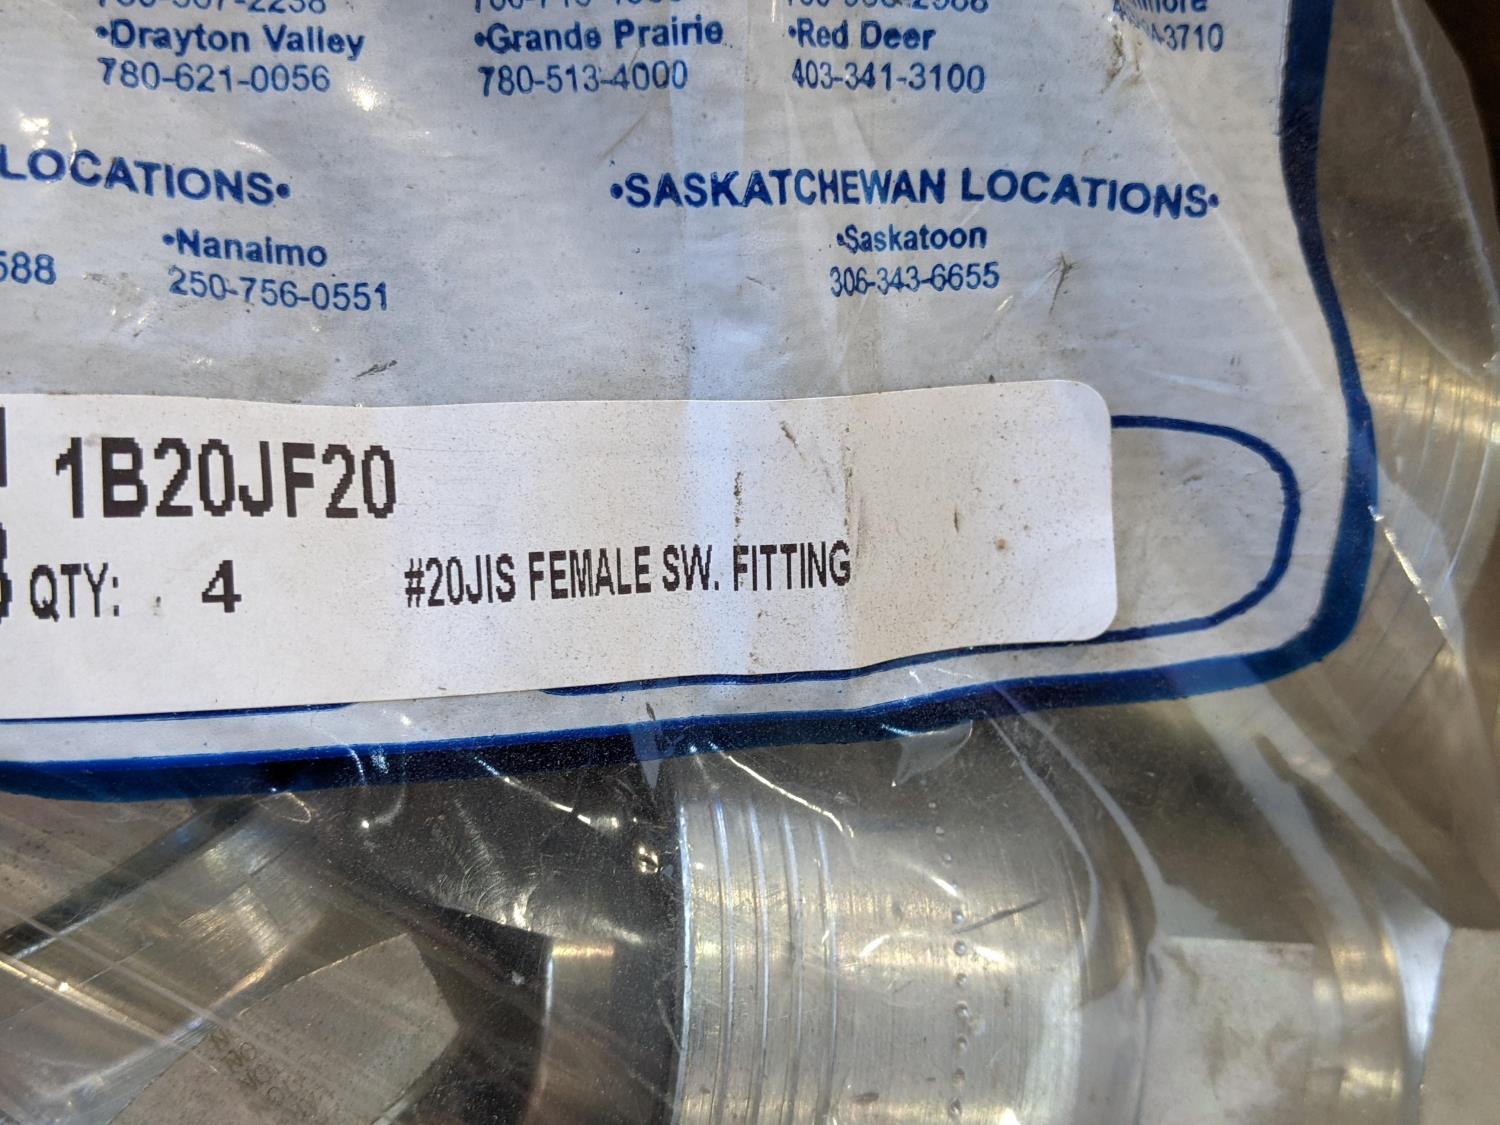 •Drayton Valley •Grande Prairie •Red Deer
780-621-0056 780-513-4000 403-341-3100
LOCATIONS• •SASKATCHEWAN LOCATIONS•
•Nanaimo •Saskatoon
588 250-756-0551 306-343-6655
1B20JF20
QTY: 4 #20JIS FEMALE SW. FITTING